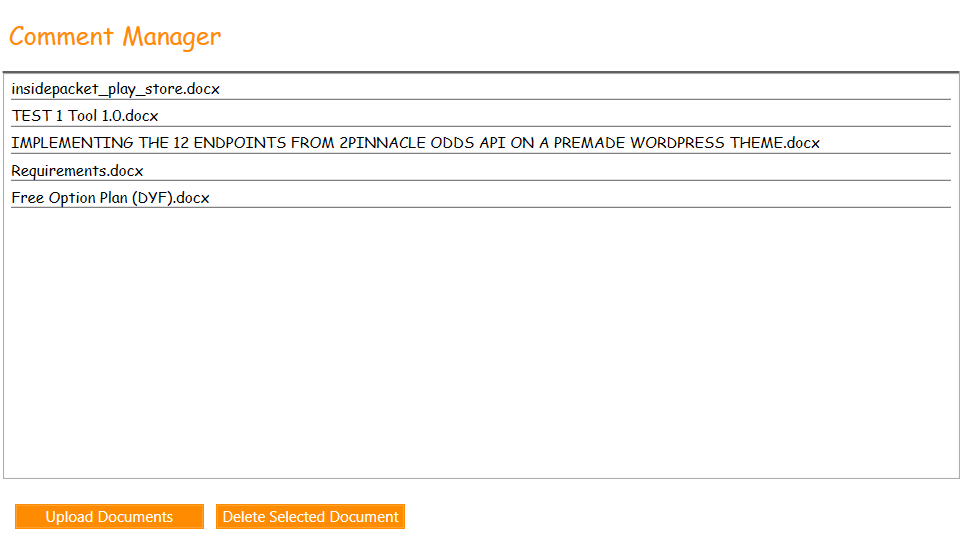 Comment Manager
insidepacket_play_store.docx
TEST 1 Tool 1.0.docx
IMPLEMENTING THE 12 ENDPOINTS FROM 2PINNACLE ODDS API ON A PREMADE WORDPRESS THEME.docx
Requirements.docx
Free Option Plan (DYF).docx
Upload Documents
Delete Selected Document